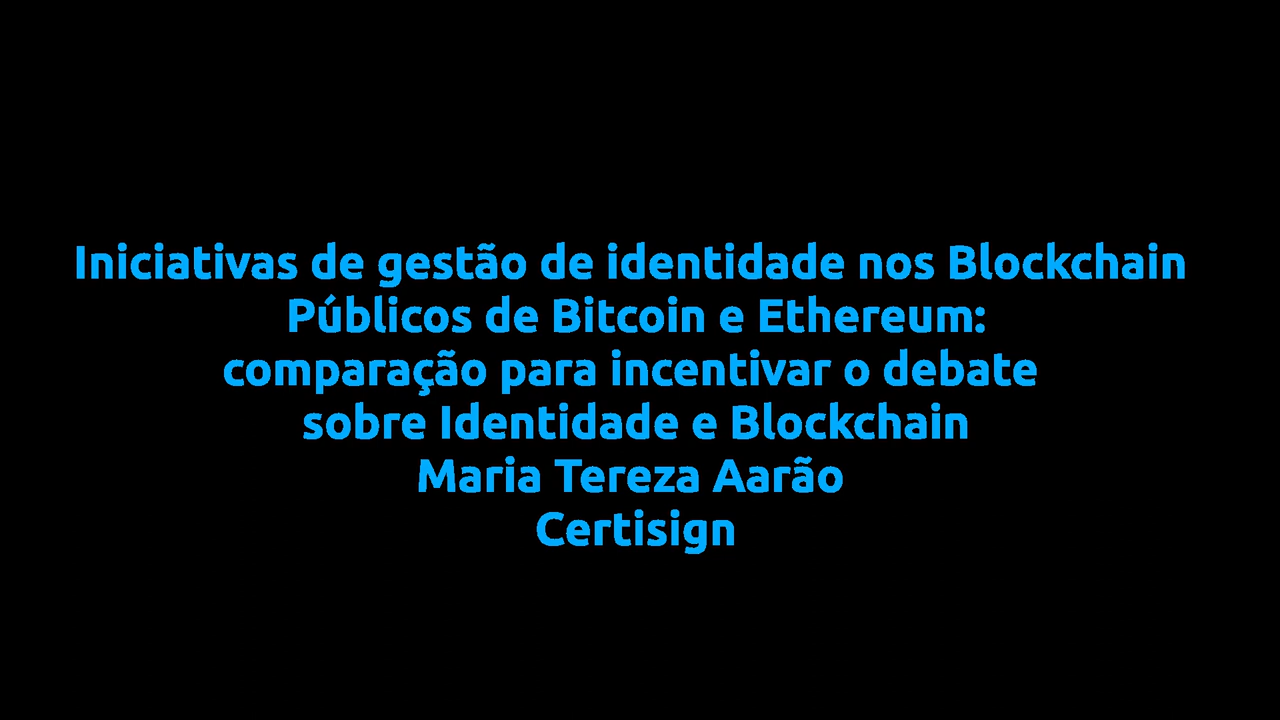 Iniciativas de gestão de identidade nos Blockchain
Públicos de Bitcoin e Ethereum:
comparação para incentivar o debate
sobre Identidade e Blockchain
Maria Tereza Aarão
Certisign